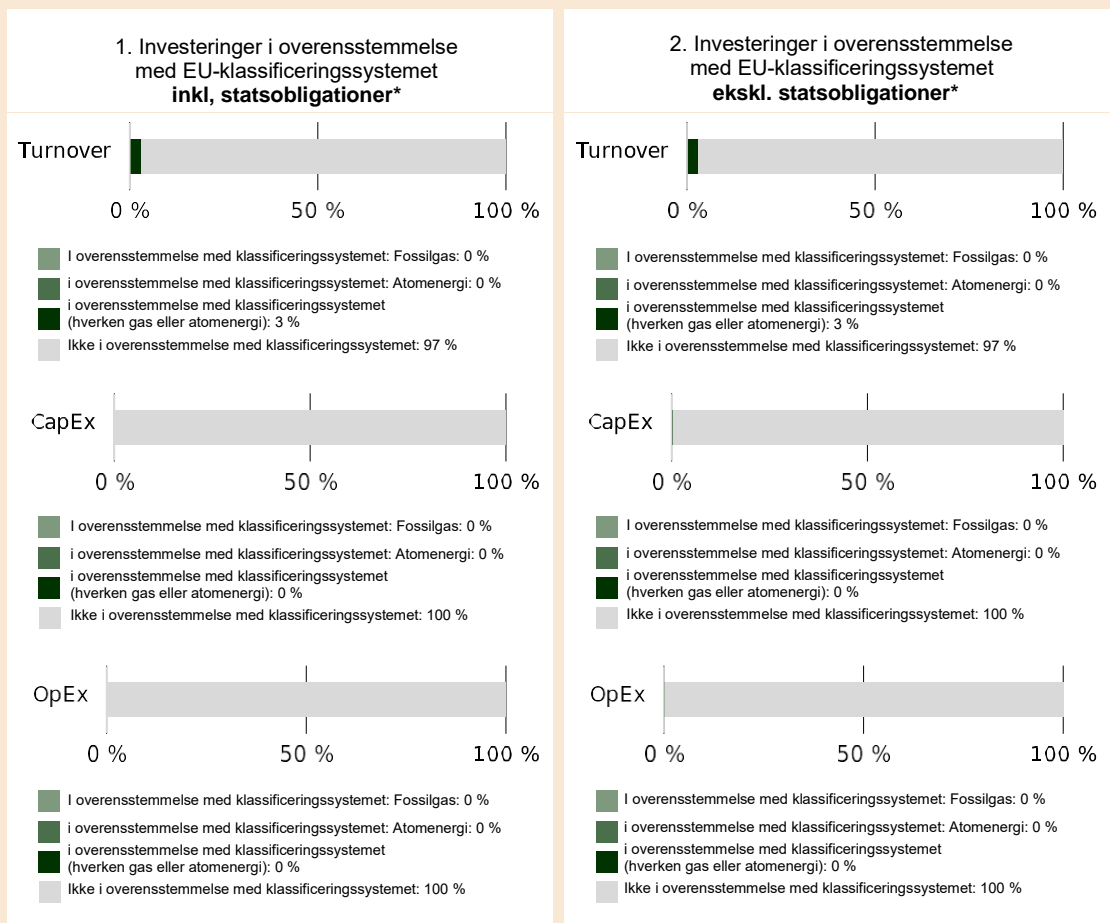 1. Investeringer i overensstemmelse
med EU-klassificeringssystemet
inkl, statsobligationer*
Turnover
0 %
50 %
100 %
I overensstemmelse med klassificeringssystemet: Fossilgas: 0 %
i overensstemmelse med klassificeringssystemet: Atomenergi: 0 %
i overensstemmelse med klassificeringssystemet
(hverken gas eller atomenergi): 3 %
Ikke i overensstemmelse med klassificeringssystemet: 97 %
CapEx
0 %
50 %
100 %
I overensstemmelse med klassificeringssystemet: Fossilgas: 0 %
i overensstemmelse med klassificeringssystemet: Atomenergi: 0 %
i overensstemmelse med klassificeringssystemet
(hverken gas eller atomenergi): 0 %
Ikke i overensstemmelse med klassificeringssystemet: 100 %
OpEx
0 %
50 %
100 %
I overensstemmelse med klassificeringssystemet: Fossilgas: 0 %
i overensstemmelse med klassificeringssystemet: Atomenergi: 0 %
i overensstemmelse med klassificeringssystemet
(hverken gas eller atomenergi): 0 %
Ikke i overensstemmelse med klassificeringssystemet: 100 %
2. Investeringer i overensstemmelse
med EU-klassificeringssystemet
ekskl. statsobligationer*
Turnover
0 %
50 %
100 %
I overensstemmelse med klassificeringssystemet: Fossilgas: 0 %
i overensstemmelse med klassificeringssystemet: Atomenergi: 0 %
i overensstemmelse med klassificeringssystemet
(hverken gas eller atomenergi): 3 %
Ikke i overensstemmelse med klassificeringssystemet: 97 %
CapEx
0 %
50 %
100 %
I overensstemmelse med klassificeringssystemet: Fossilgas: 0 %
i overensstemmelse med klassificeringssystemet: Atomenergi: 0 %
i overensstemmelse med klassificeringssystemet
(hverken gas eller atomenergi): 0 %
Ikke i overensstemmelse med klassificeringssystemet: 100 %
OpEx
0 %
50 %
100 %
I overensstemmelse med klassificeringssystemet: Fossilgas: 0 %
i overensstemmelse med klassificeringssystemet: Atomenergi: 0 %
i overensstemmelse med klassificeringssystemet
(hverken gas eller atomenergi): 0 %
Ikke i overensstemmelse med klassificeringssystemet: 100 %